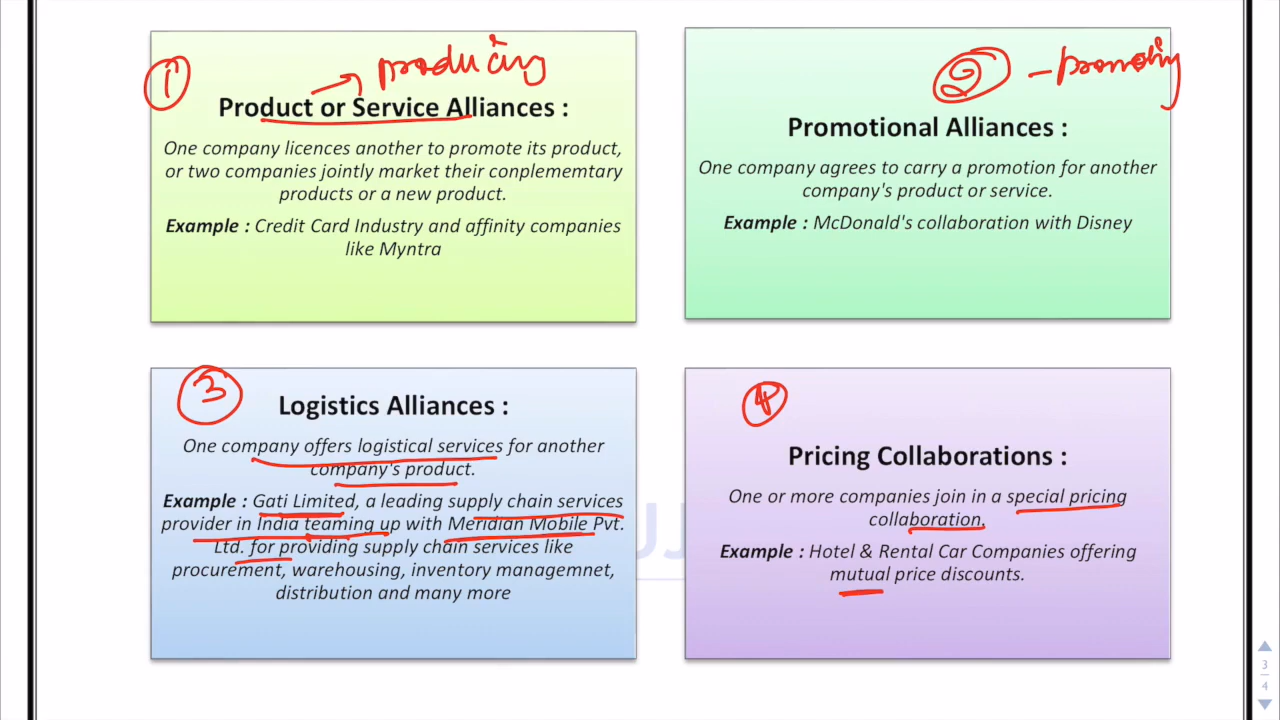 ① → producing
Product or Service Alliances :
One company licences another to promote its product,
or two companies jointly market their conplememtary
products or a new product.
Example : Credit Card Industry and affinity companies
like Myntra
② - promoting
Promotional Alliances :
One company agrees to carry a promotion for another
company's product or service.
Example : McDonald's collaboration with Disney
③
Logistics Alliances :
One company offers logistical services for another
company's product.
Example : Gati Limited, a leading supply chain services
provider in India teaming up with Meridian Mobile Pvt.
Ltd. for providing supply chain services like
procurement, warehousing, inventory managemnet,
distribution and many more
④
Pricing Collaborations :
One or more companies join in a special pricing
collaboration.
Example : Hotel & Rental Car Companies offering
mutual price discounts.
3
4